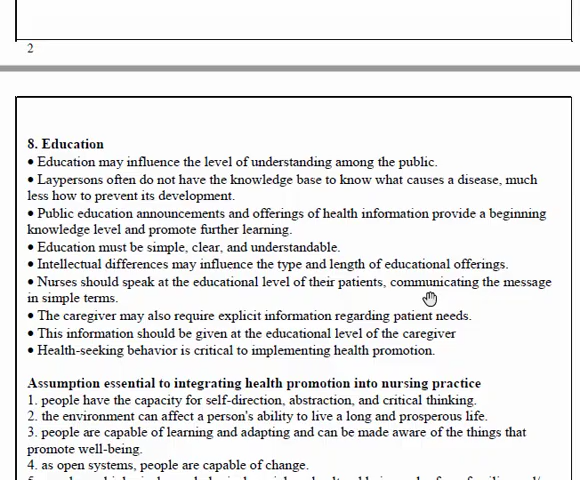 2
8. Education
• Education may influence the level of understanding among the public.
• Laypersons often do not have the knowledge base to know what causes a disease, much
less how to prevent its development.
• Public education announcements and offerings of health information provide a beginning
knowledge level and promote further learning.
• Education must be simple, clear, and understandable.
• Intellectual differences may influence the type and length of educational offerings.
• Nurses should speak at the educational level of their patients, communicating the message
in simple terms.
• The caregiver may also require explicit information regarding patient needs.
• This information should be given at the educational level of the caregiver
• Health-seeking behavior is critical to implementing health promotion.
Assumption essential to integrating health promotion into nursing practice
1. people have the capacity for self-direction, abstraction, and critical thinking.
2. the environment can affect a person's ability to live a long and prosperous life.
3. people are capable of learning and adapting and can be made aware of the things that
promote well-being.
4. as open systems, people are capable of change.